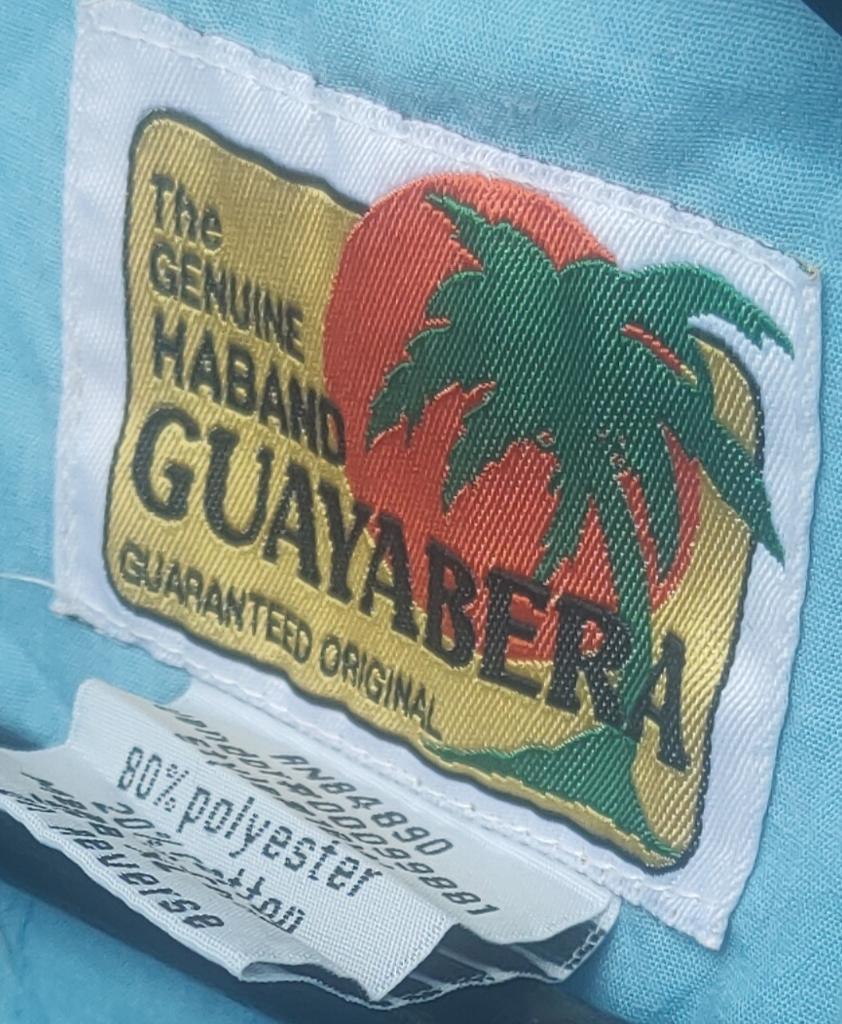 The
GENUINE
HABAND
GUAYABERA
GUARANTEED ORIGINAL
RN84890
80% polyester
20% cotton
Reverse